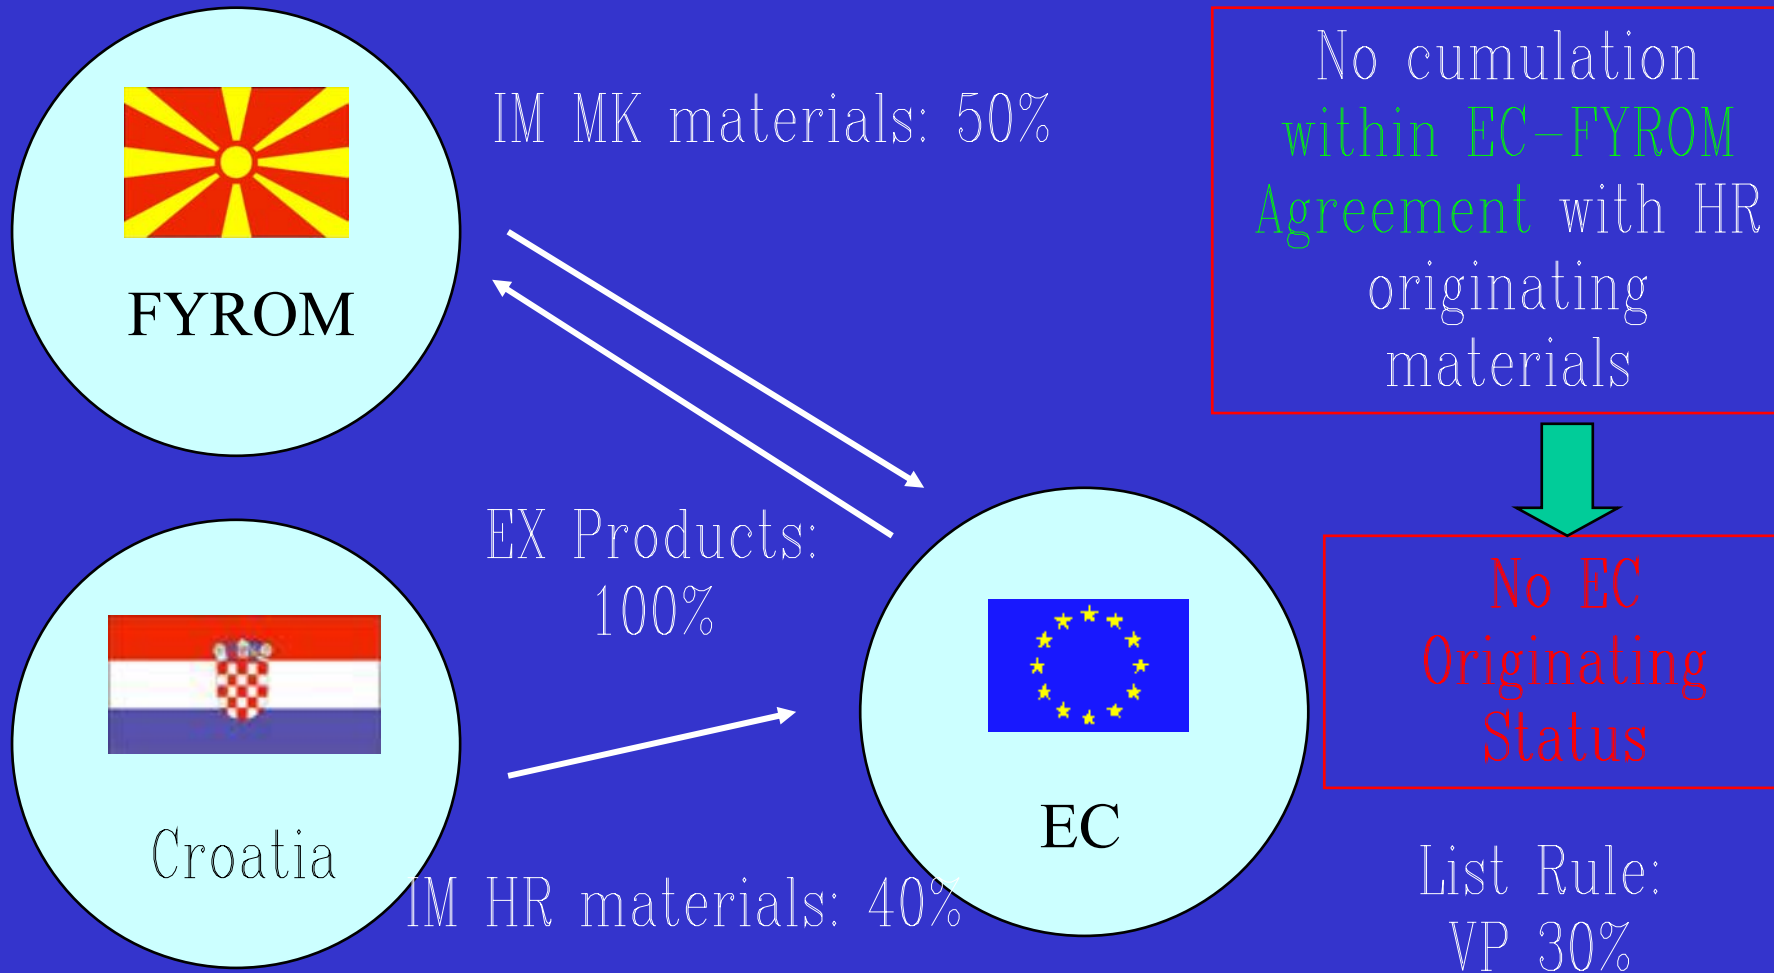 FYROM
IM MK materials: 50%
No cumulation
within EC-FYROM
Agreement with HR
originating
materials
EX Products:
100%
No EC
Originating
Status
Croatia
EC
IM HR materials: 40%
List Rule:
VP 30%